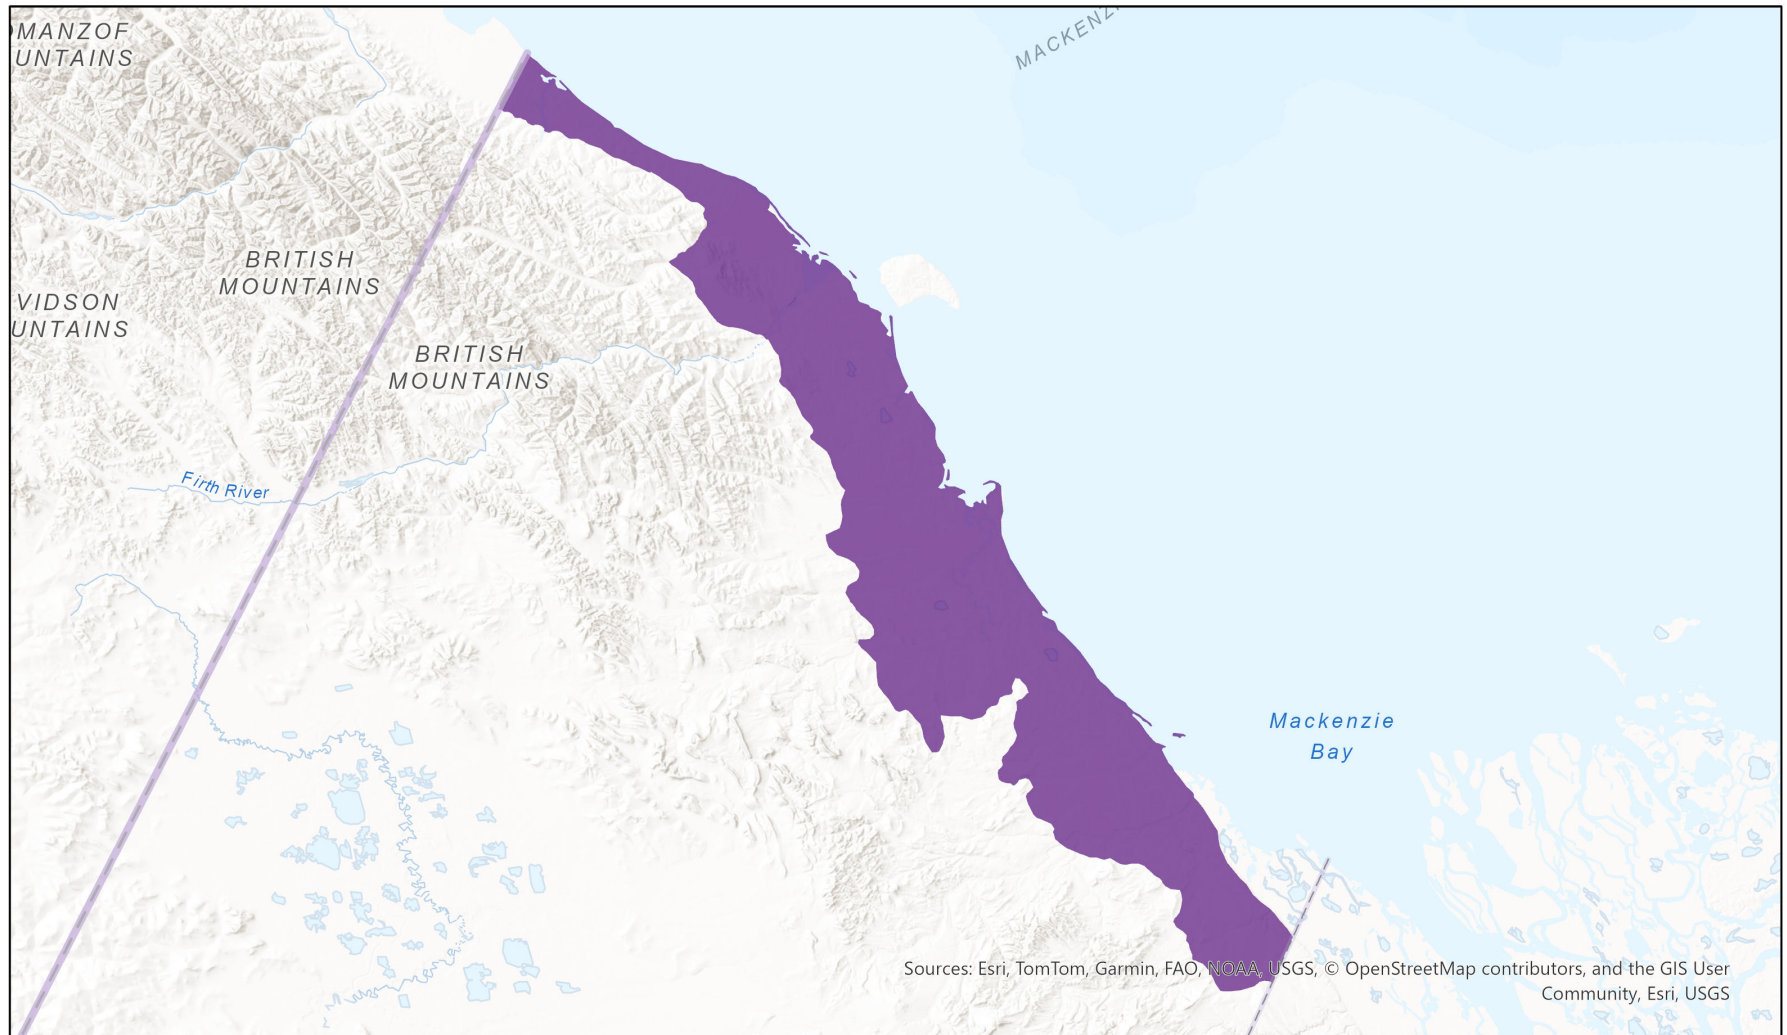 MANZOF
UNTAINS
MACKENZI
BRITISH
MOUNTAINS
VIDSON
UNTAINS
BRITISH
MOUNTAINS
Firth River
Mackenzie
Bay
Sources: Esri, TomTom, Garmin, FAO, NOAA, USGS, © OpenStreetMap contributors, and the GIS User
Community, Esri, USGS